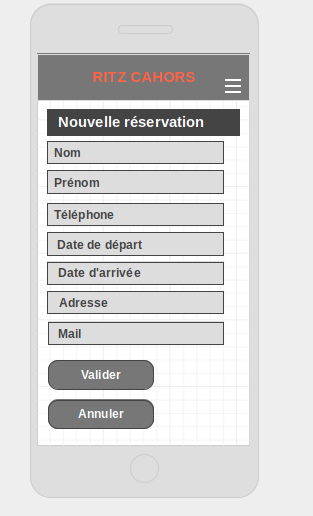 RITZ CAHORS
Nouvelle réservation
Nom
Prénom
Téléphone
Date de départ
Date d'arrivée
Adresse
Mail
Valider
Annuler